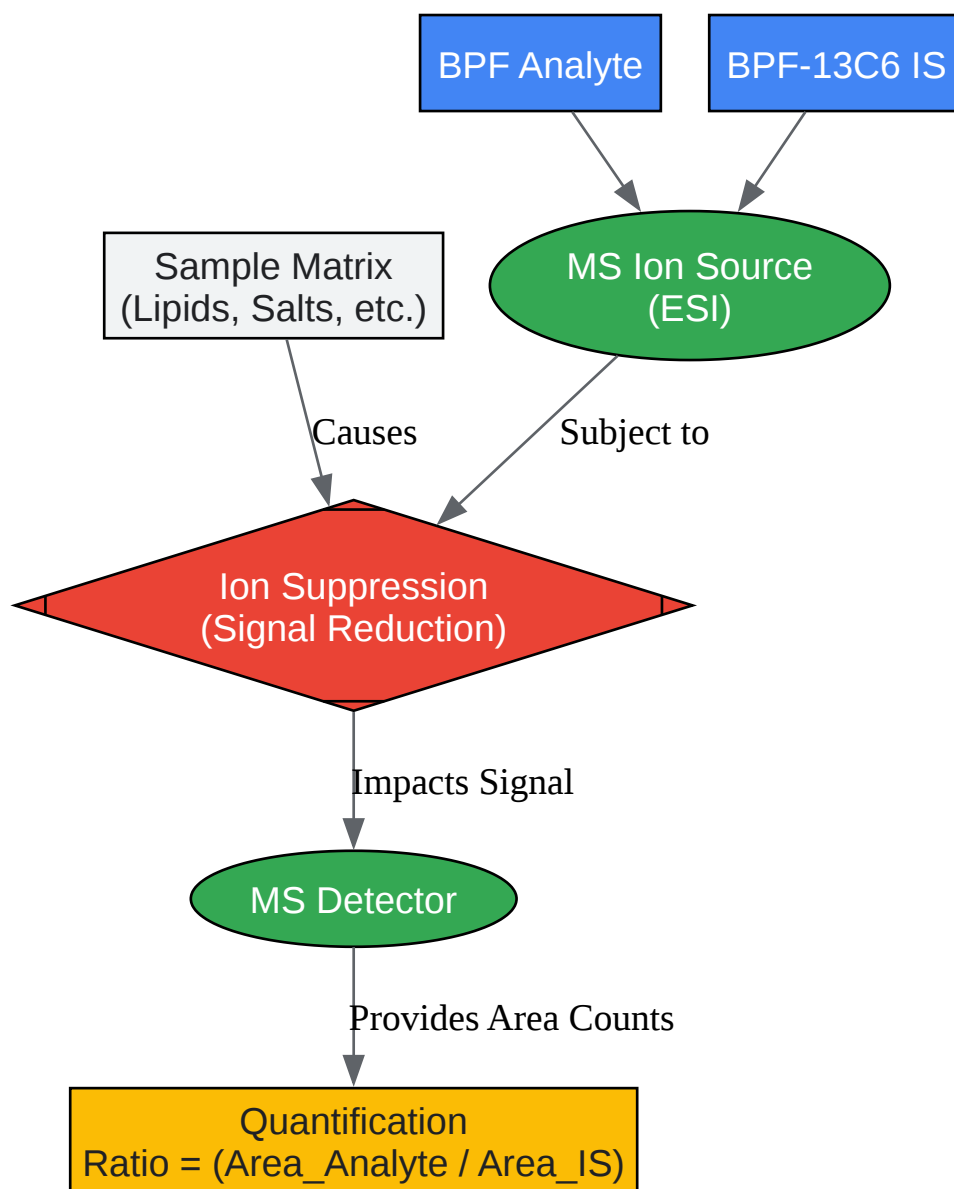 BPF Analyte
BPF-13C6 IS
Sample Matrix
(Lipids, Salts, etc.)
MS Ion Source
(ESI)
Causes
Subject to
Ion Suppression
(Signal Reduction)
Impacts Signal
MS Detector
Provides Area Counts
Quantification
Ratio = (Area_Analyte / Area_IS)